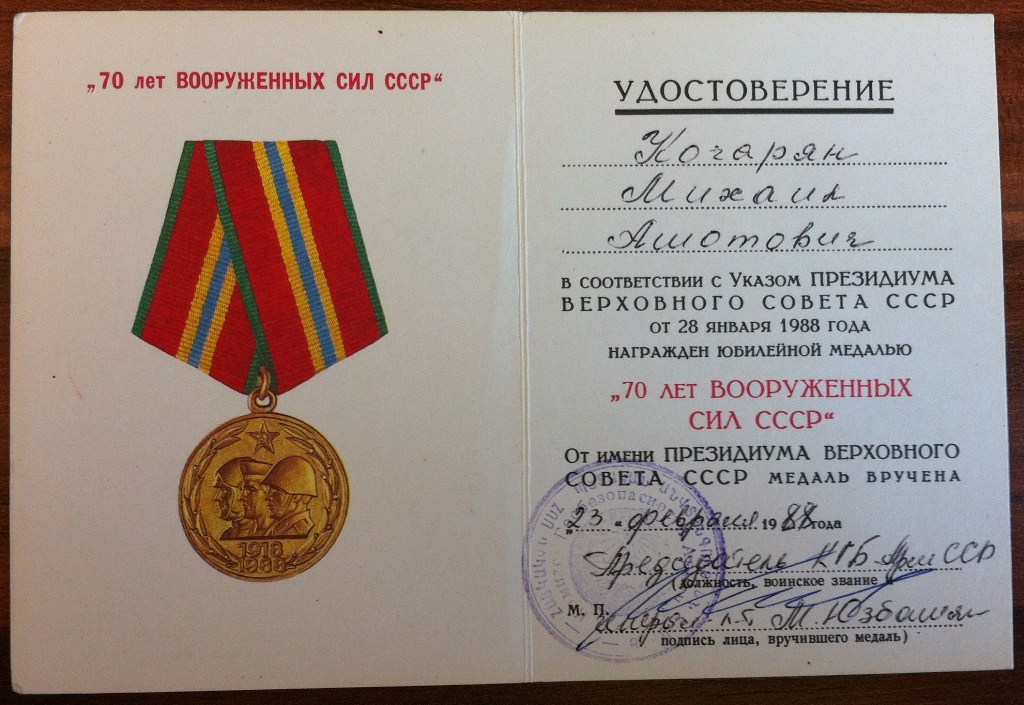 „70 лет ВООРУЖЕННЫХ СИЛ СССР“
1918
1988
УДОСТОВЕРЕНИЕ
Кочарян
Михаил
Ашотович
в соответствии с Указом ПРЕЗИДИУМА
ВЕРХОВНОГО СОВЕТА СССР
от 28 января 1988 года
награжден юбилейной медалью
„70 лет ВООРУЖЕННЫХ
СИЛ СССР“
От имени ПРЕЗИДИУМА ВЕРХОВНОГО
СОВЕТА СССР медаль вручена
„23“ февраля 1988 года
Председатель КГБ Арм ССР
(должность, воинское звание и
М. П. М. Юзбашян
подпись лица, вручившего медаль)